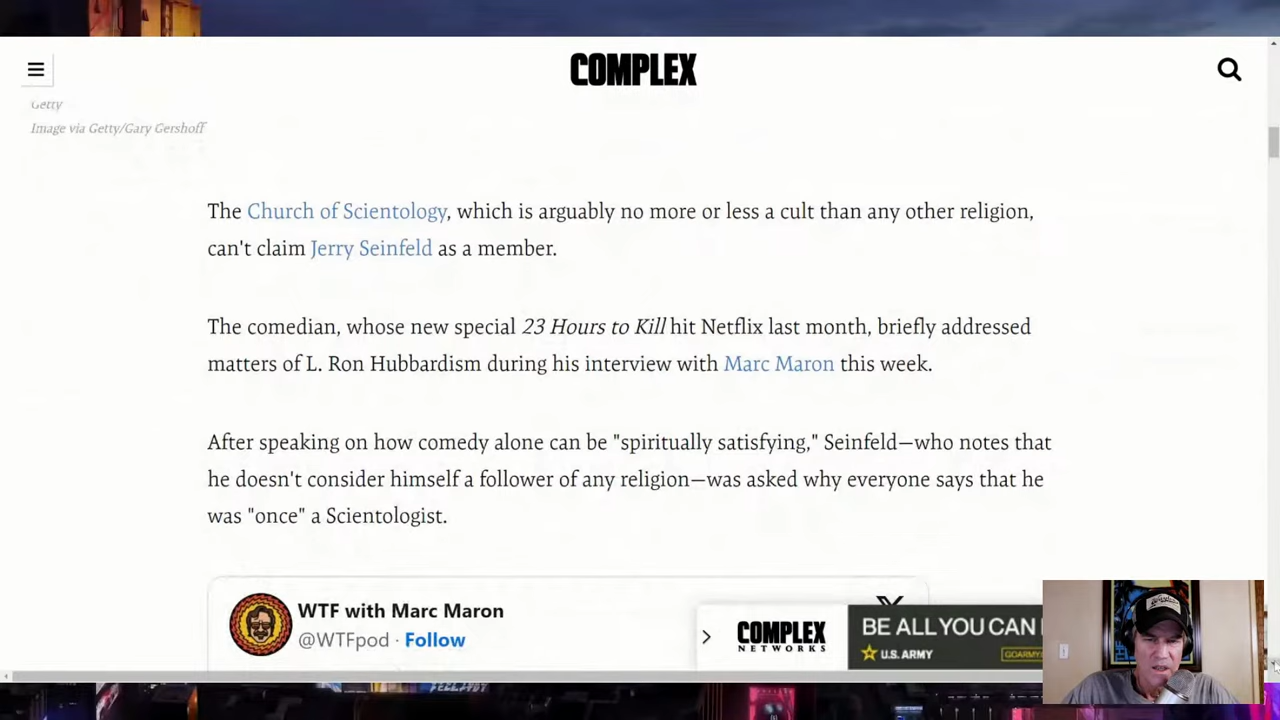 COMPLEX
Getty
Image via Getty/Gary Gershoff
The Church of Scientology, which is arguably no more or less a cult than any other religion,
can't claim Jerry Seinfeld as a member.
The comedian, whose new special 23 Hours to Kill hit Netflix last month, briefly addressed
matters of L. Ron Hubbardism during his interview with Marc Maron this week.
After speaking on how comedy alone can be "spiritually satisfying," Seinfeld—who notes that
he doesn't consider himself a follower of any religion—was asked why everyone says that he
was "once" a Scientologist.
WTF with Marc Maron
@WTFpod · Follow
COMPLEX
NETWORKS
BE ALL YOU CAN
U.S. ARMY
GOARMY